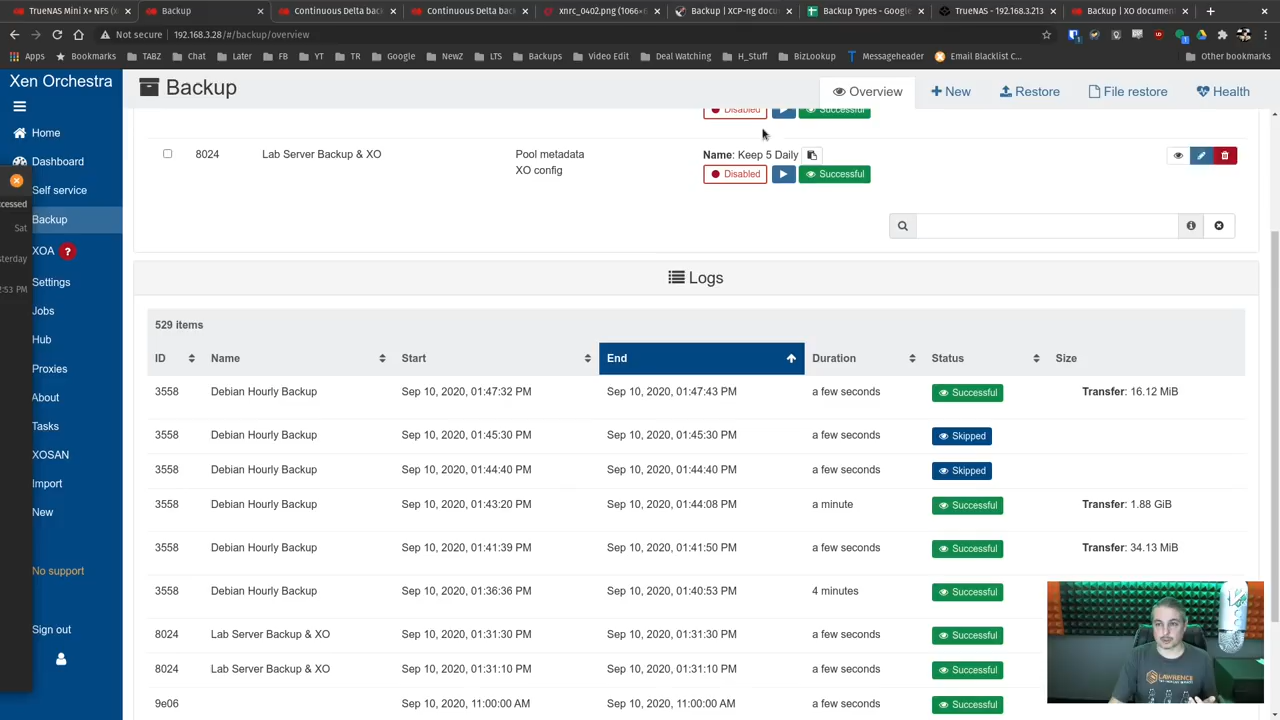 TrueNAS Mini X+ NFS (x
Backup
Continuous Delta back
Continuous Delta back
xnrc_vs02.png (1066×
Backup | XCP-ng docu
Backup Types - Google
TrueNAS - 192.168.3.213
Backup | XO document
Not secure | 192.168.3.28/#/backup/overview
Apps Bookmarks TABZ Chat Later FB YT TR Google NewZ LTS Backups Video Edit Deal Watching H_Stuff BizLookup Messageheader Email Blacklist C... Other bookmarks
Xen Orchestra
Backup
Overview New Restore File restore Health
Home
Dashboard
Self service
Backup
XOA ?
Settings
Jobs
Hub
Proxies
About
Tasks
XOSAN
Import
New
No support
Sign out
cessed
Sat
sterday
2:53 PM
Disabled Successful
8024 Lab Server Backup & XO Pool metadata Name: Keep 5 Daily
XO config Disabled Successful
Logs
529 items
ID Name Start End Duration Status Size
3558 Debian Hourly Backup Sep 10, 2020, 01:47:32 PM Sep 10, 2020, 01:47:43 PM a few seconds Successful Transfer: 16.12 MiB
3558 Debian Hourly Backup Sep 10, 2020, 01:45:30 PM Sep 10, 2020, 01:45:30 PM a few seconds Skipped
3558 Debian Hourly Backup Sep 10, 2020, 01:44:40 PM Sep 10, 2020, 01:44:40 PM a few seconds Skipped
3558 Debian Hourly Backup Sep 10, 2020, 01:43:20 PM Sep 10, 2020, 01:44:08 PM a minute Successful Transfer: 1.88 GiB
3558 Debian Hourly Backup Sep 10, 2020, 01:41:39 PM Sep 10, 2020, 01:41:50 PM a few seconds Successful Transfer: 34.13 MiB
3558 Debian Hourly Backup Sep 10, 2020, 01:36:36 PM Sep 10, 2020, 01:40:53 PM 4 minutes Successful
8024 Lab Server Backup & XO Sep 10, 2020, 01:31:30 PM Sep 10, 2020, 01:31:30 PM a few seconds Successful
8024 Lab Server Backup & XO Sep 10, 2020, 01:31:10 PM Sep 10, 2020, 01:31:10 PM a few seconds Successful
9e06 Sep 10, 2020, 11:00:00 AM Sep 10, 2020, 11:00:00 AM a few seconds Successful
LAWRENCE